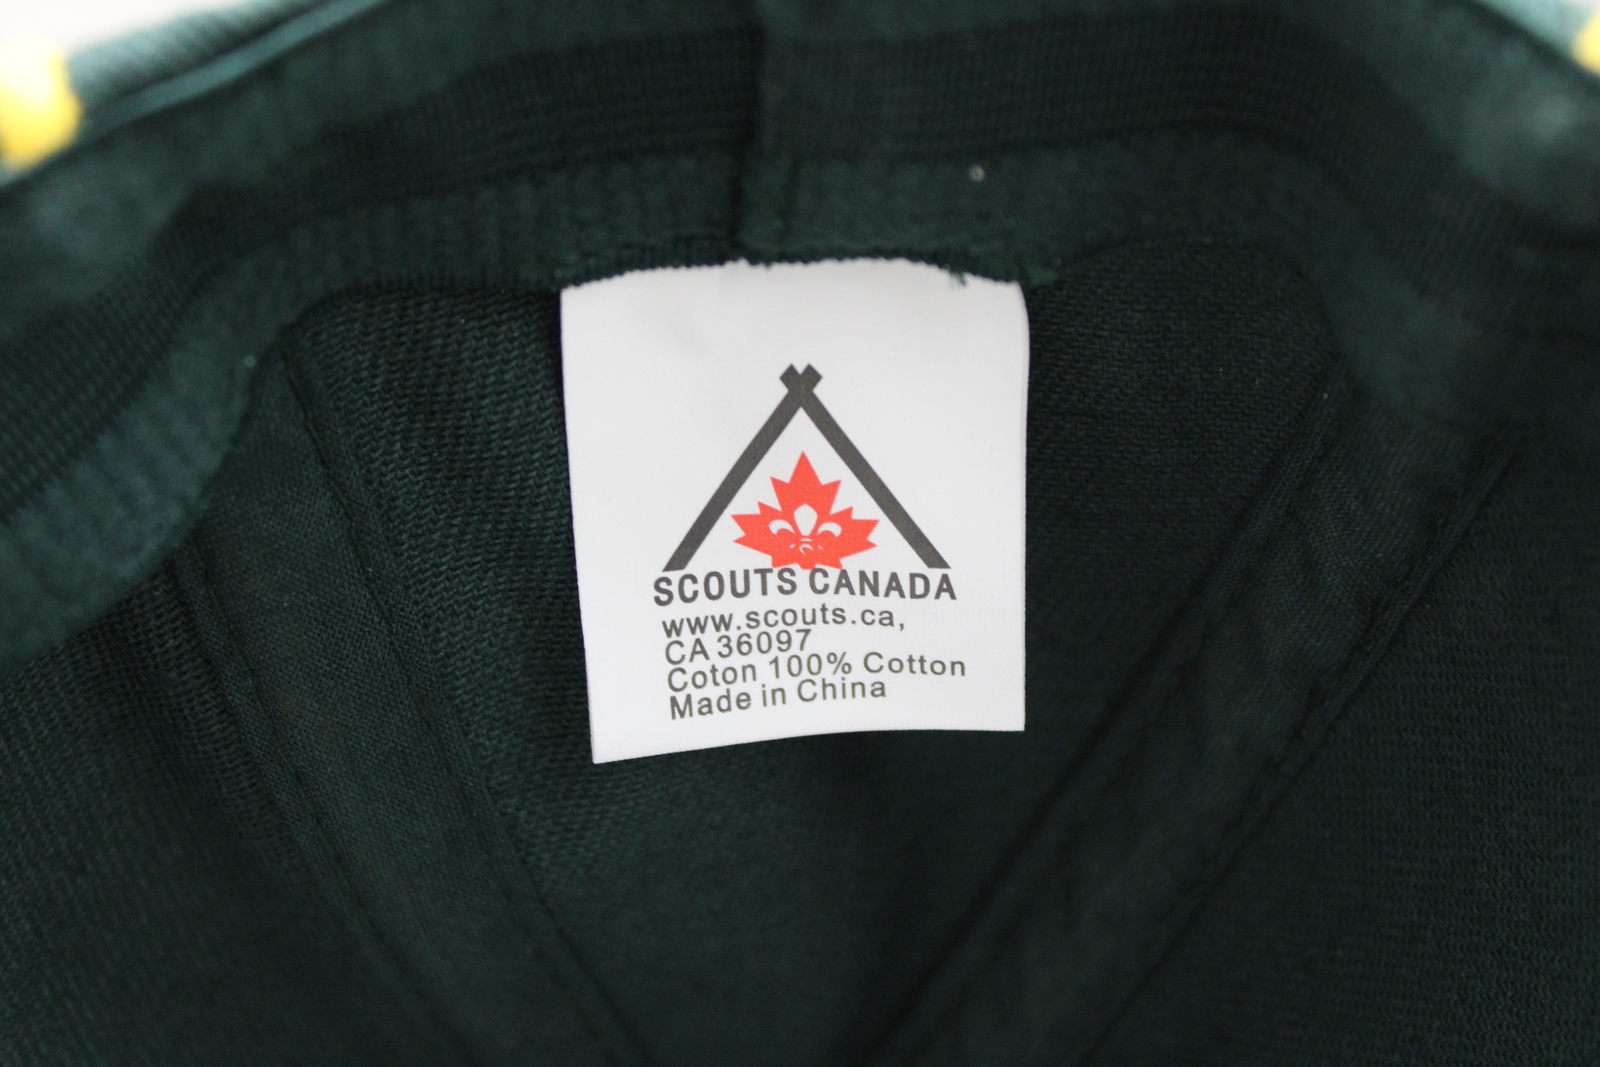 SCOUTS CANADA
www.scouts.ca,
CA 36097
Coton 100% Cotton
Made in China